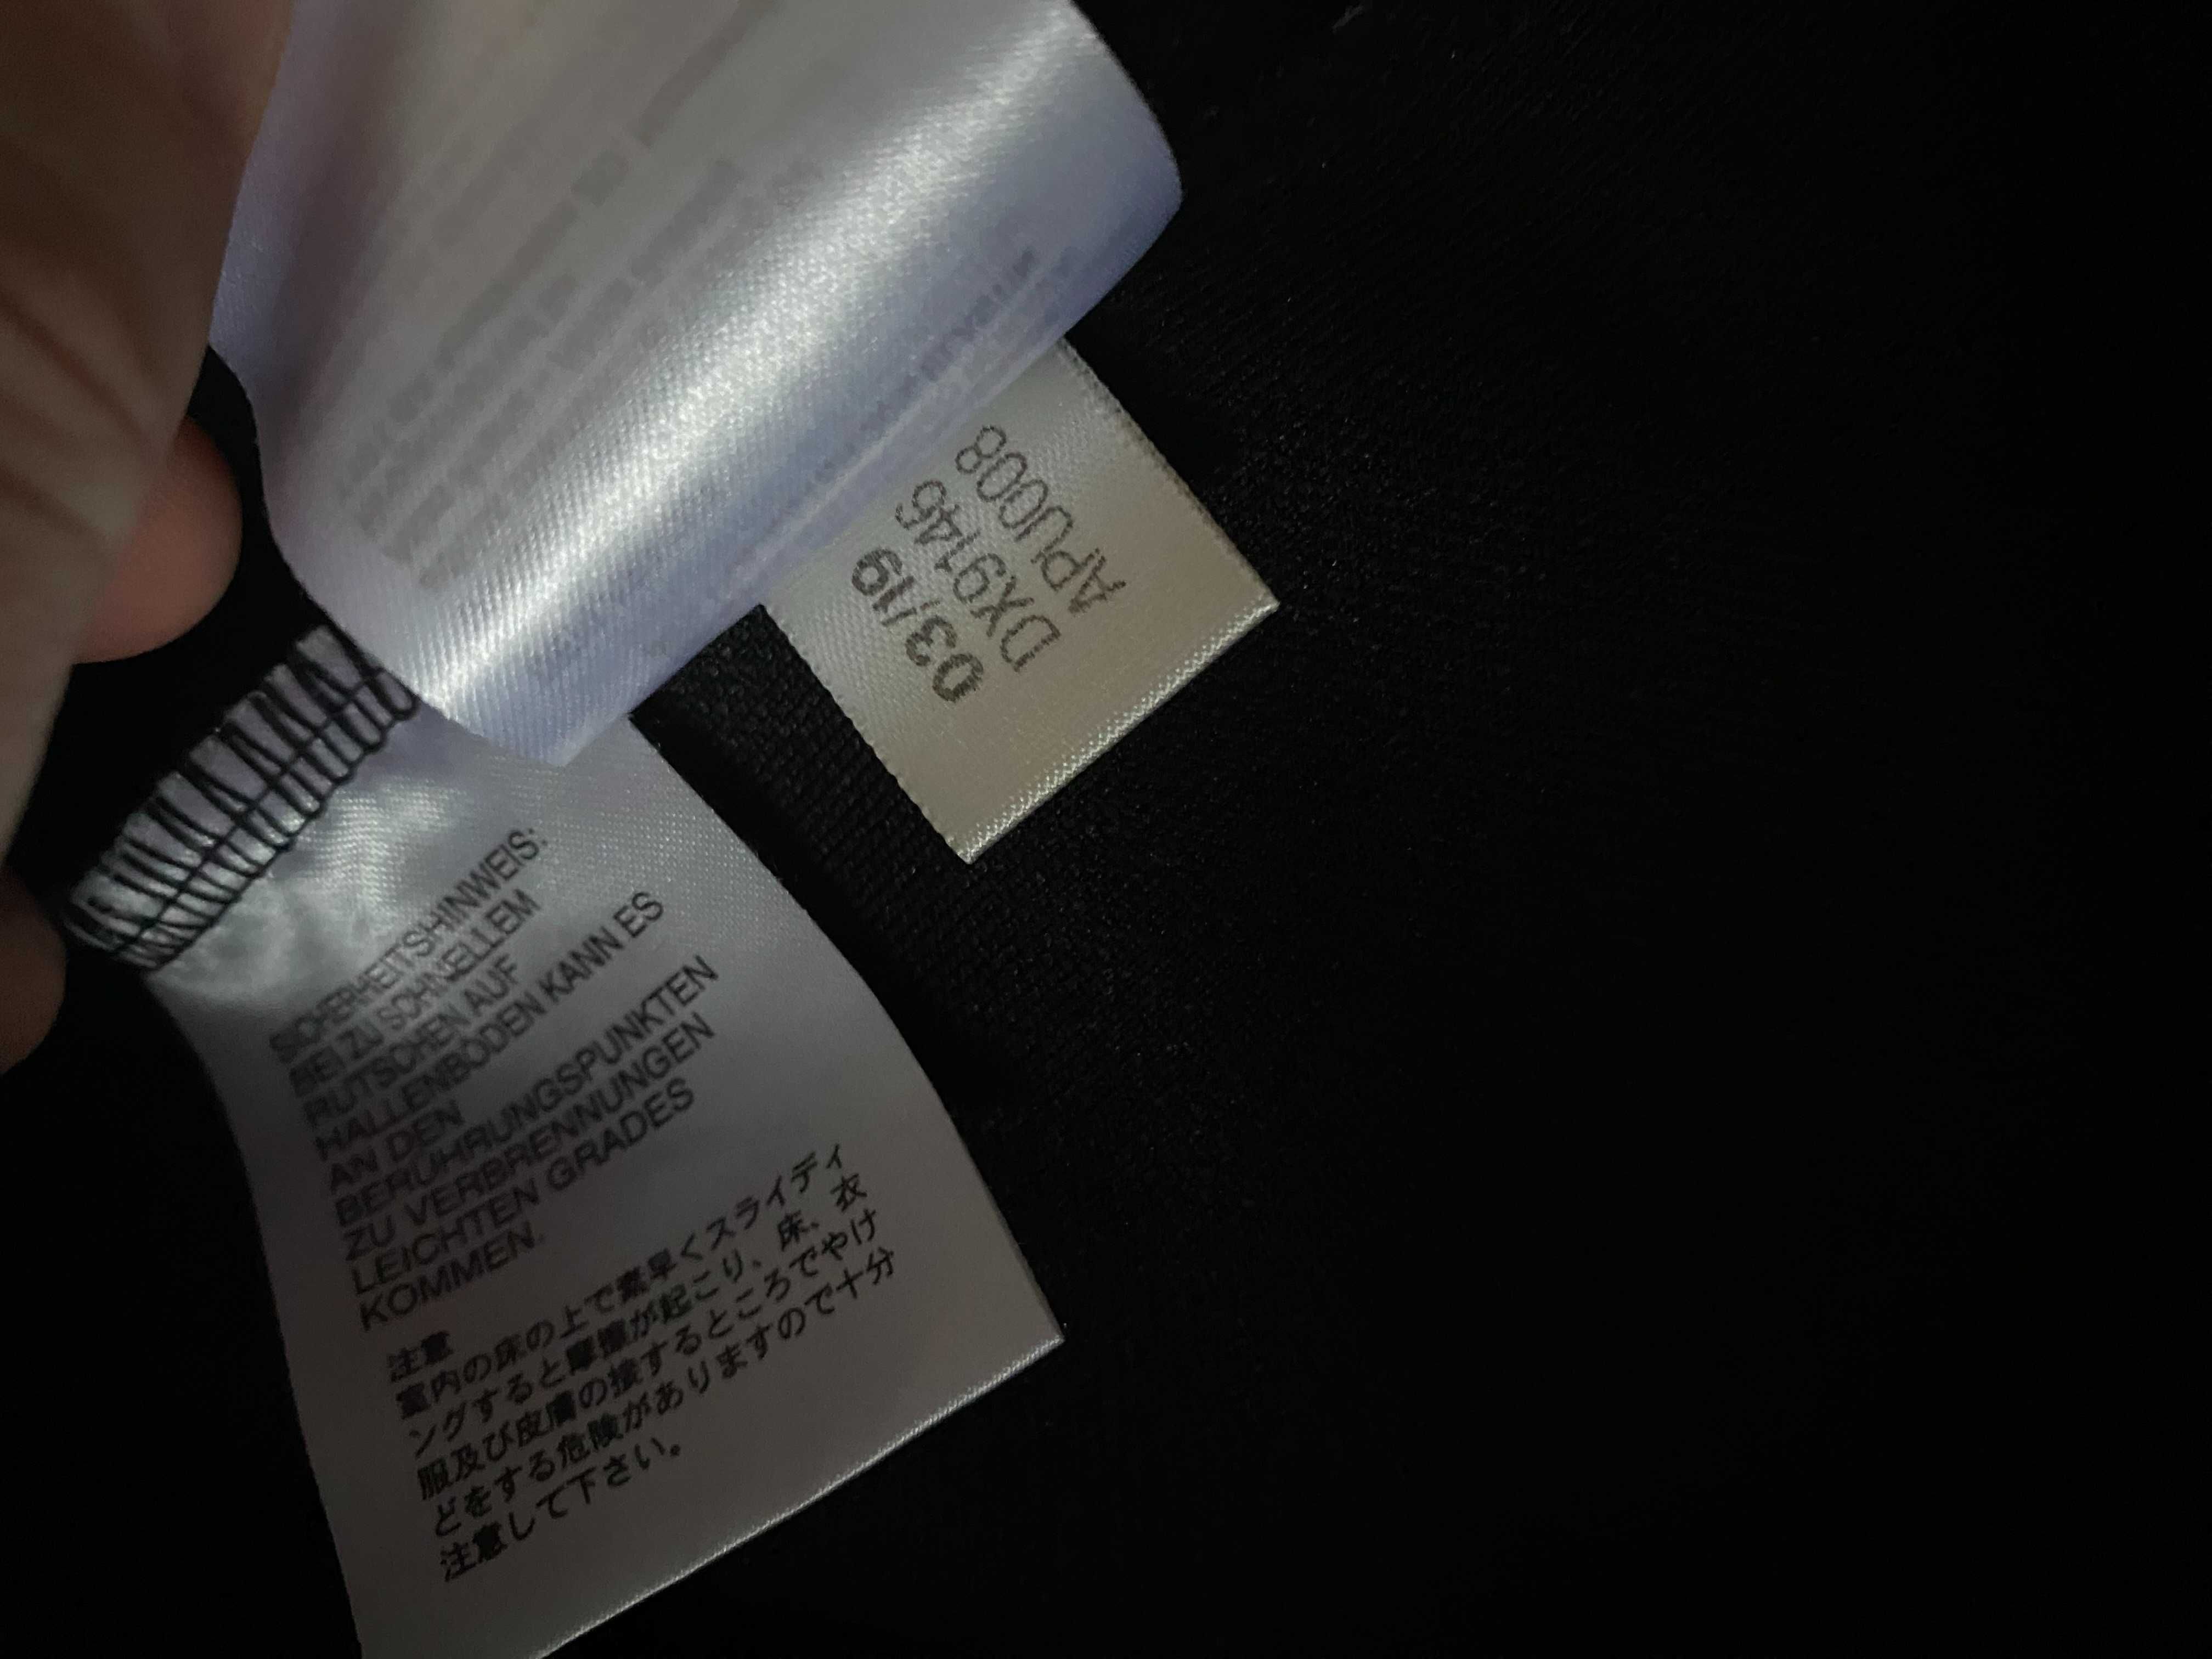 03/19
DX9145
APU008
SICHERHEITSHINWEIS:
BEI ZU SCHNELLEM
RUTSCHEN AUF
HALLENBÖDEN KANN ES
AN DEN
BERÜHRUNGSPUNKTEN
ZU VERBRENNUNGEN
LEICHTEN GRADES
KOMMEN.
注意
室内の床の上で素早くスライディ
ングすると摩擦が起こり、床、衣
服及び皮膚の接するところでやけ
どをする危険がありますので十分
注意して下さい。